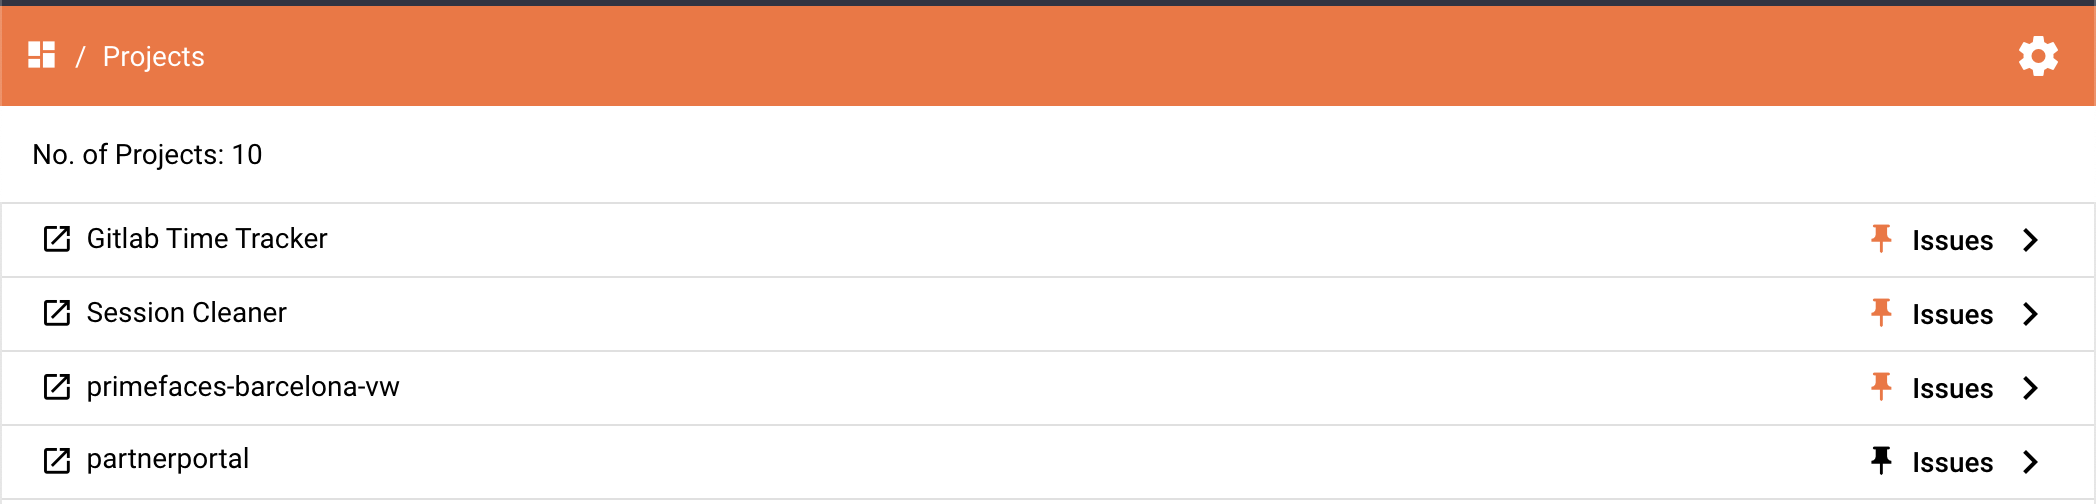 / Projects
No. of Projects: 10
Gitlab Time Tracker Issues
Session Cleaner Issues
primefaces-barcelona-vw Issues
partnerportal Issues